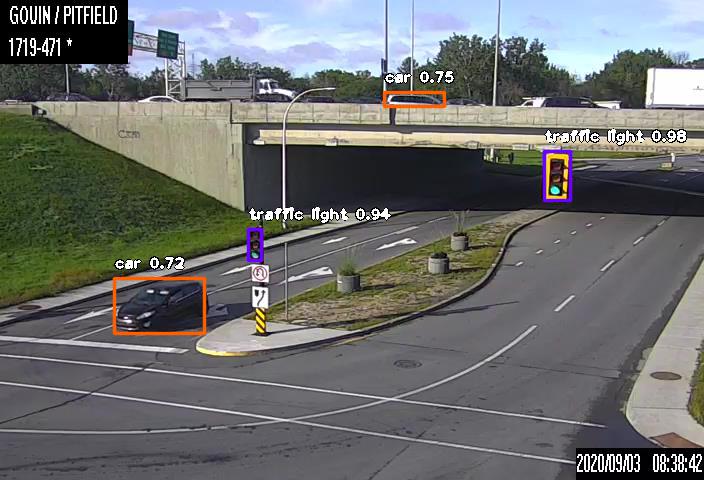 GOUIN / PITFIELD
1719-471 *
car 0.75
traffic light 0.98
traffic light 0.94
car 0.72
2020/09/03 08:38:42